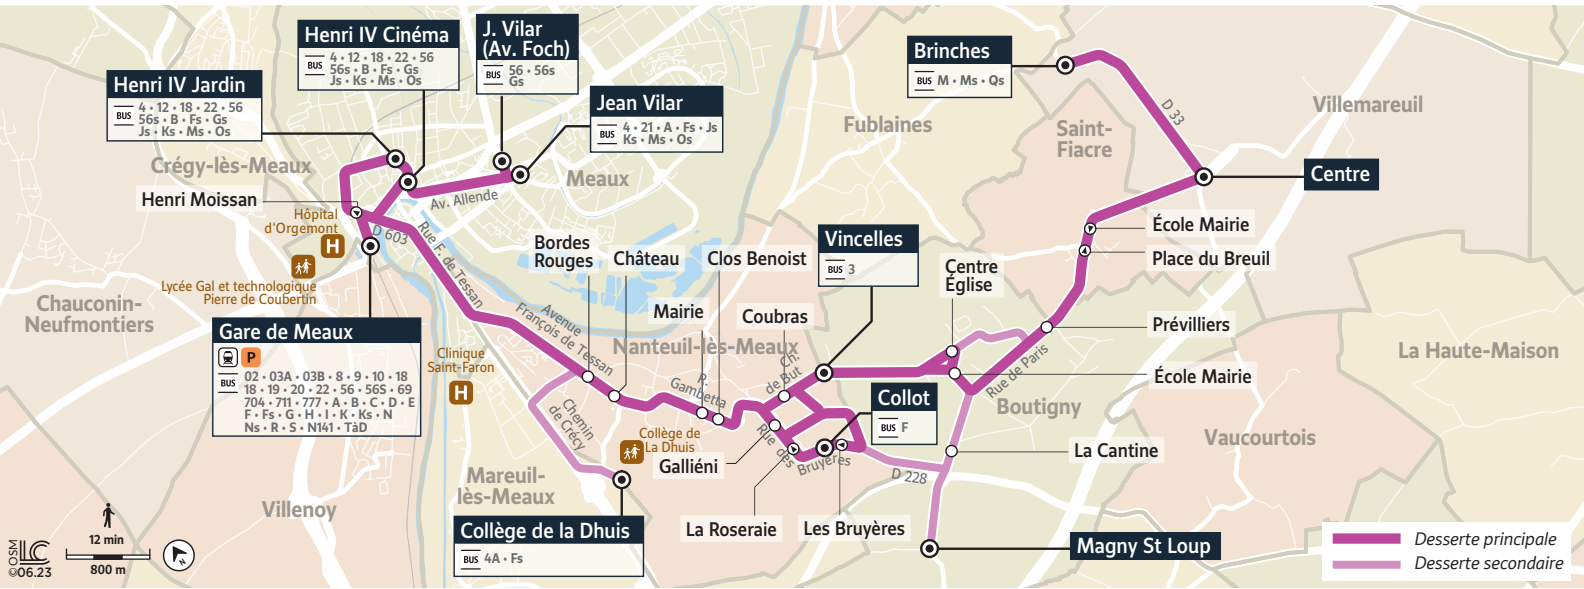 Henri IV Jardin
BUS
4 • 12 • 18 • 22 • 56
56s • B • Fs • Gs
Js • Ks • Ms • Os
Henri IV Cinéma
BUS
4 • 12 • 18 • 22 • 56
56s • B • Fs • Gs
Js • Ks • Ms • Os
J. Vilar
(Av. Foch)
BUS
56 • 56s
Gs
Jean Vilar
BUS
4 • 21 • A • Fs • Js
Ks • Ms • Os
Brinches
BUS
M • Ms • Qs
Villemareuil
Fublaines
Saint-
Fiacre
D 33
Centre
Crégy-lès-Meaux
Meaux
Av. Allende
Henri Moissan
Hôpital
d'Orgemont
H
D 603
Rue F. de Tessan
Lycée Gal et technologique
Pierre de Coubertin
Chauconin-
Neufmontiers
Gare de Meaux
P
BUS
02 • 03A • 03B • 8 • 9 • 10 • 18
18 • 19 • 20 • 22 • 56 • 56S • 69
704 • 711 • 777 • A • B • C • D • E
F • Fs • G • H • I • K • Ks • N
Ns • R • S • N141 • TàD
Bordes
Rouges
Château
Clos Benoist
Mairie
Coubras
Vincelles
BUS
3
Centre
Église
École Mairie
Place du Breuil
Prévilliers
École Mairie
Avenue
François de Tessan
Nanteuil-lès-Meaux
Ch.
de But
R.
Gambetta
Rue de Paris
Boutigny
La Haute-Maison
Vaucourtois
Clinique
Saint-Faron
H
Chemin
de Crécy
Collège de
La Dhuis
Collot
BUS
F
Galliéni
Rue des
Bruyères
La Roseraie
Les Bruyères
D 228
La Cantine
Mareuil-
lès-Meaux
Villenoy
Collège de la Dhuis
BUS
4A • Fs
Magny St Loup
12 min
800 m
N
©OSM
LC
06.23
Desserte principale
Desserte secondaire